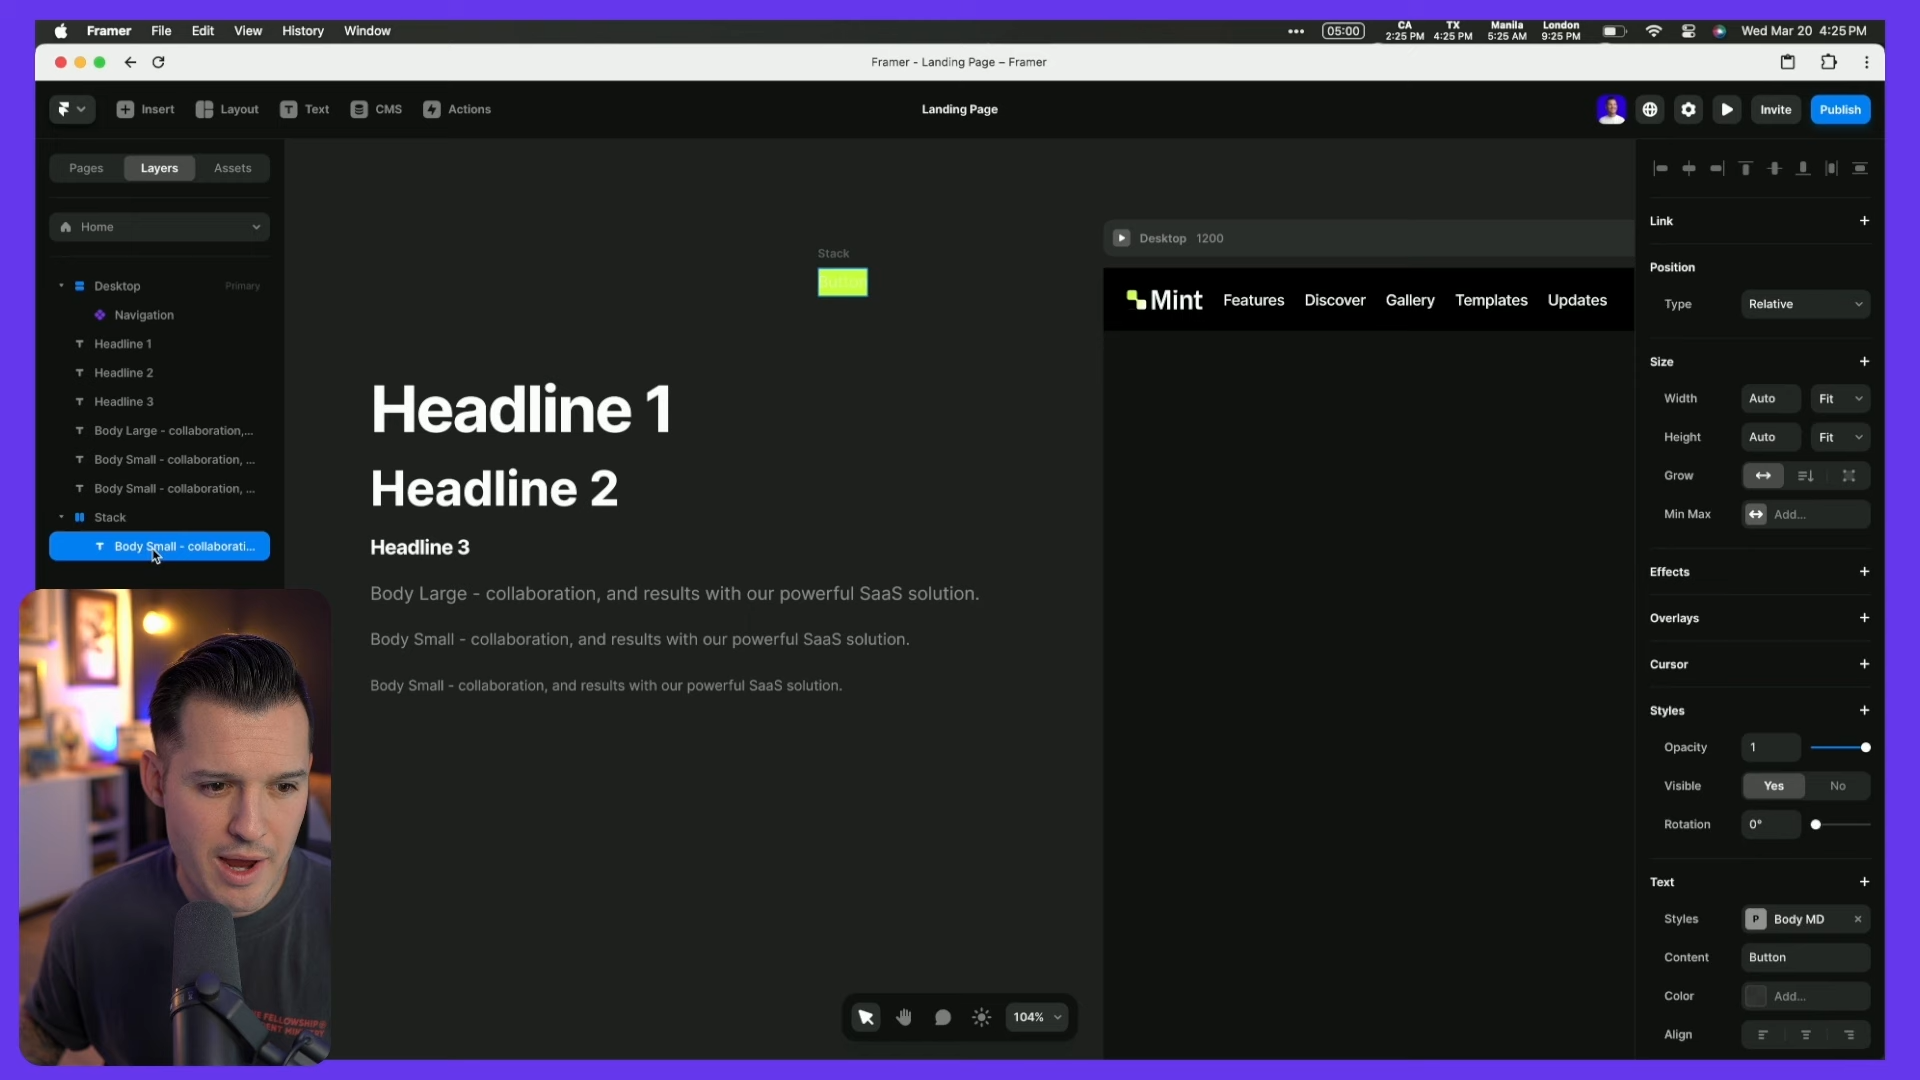 Framer File Edit View History Window
05:00
CA
2:25 PM
TX
4:25 PM
Manila
5:25 AM
London
9:25 PM
Wed Mar 20 4:25 PM
Framer - Landing Page – Framer
Insert Layout Text CMS Actions
Landing Page
Invite Publish
Pages Layers Assets
Home
Desktop Primary
Navigation
Headline 1
Headline 2
Headline 3
Body Large - collaboration,...
Body Small - collaboration, ...
Body Small - collaboration, ...
Stack
Body Small - collaborati...
Stack
Button
Headline 1
Headline 2
Headline 3
Body Large - collaboration, and results with our powerful SaaS solution.
Body Small - collaboration, and results with our powerful SaaS solution.
Body Small - collaboration, and results with our powerful SaaS solution.
Desktop 1200
Mint Features Discover Gallery Templates Updates
104%
Link
Position
Type Relative
Size
Width Auto Fit
Height Auto Fit
Grow
Min Max Add...
Effects
Overlays
Cursor
Styles
Opacity 1
Visible Yes No
Rotation 0°
Text
Styles P Body MD
Content Button
Color Add...
Align
FELLOWSHIP